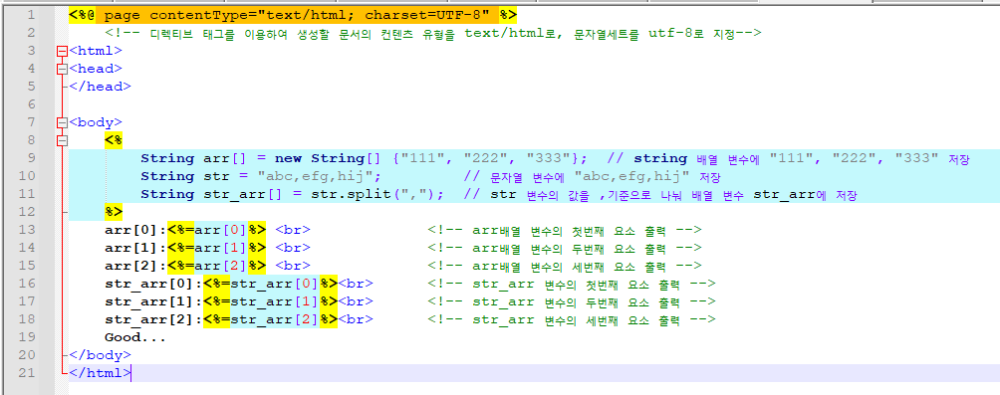 1 <%@ page contentType="text/html; charset=UTF-8" %>
2 <!-- 디렉티브 태그를 이용하여 생성할 문서의 컨텐츠 유형을 text/html로, 문자열세트를 utf-8로 지정-->
3 <html>
4 <head>
5 </head>
6
7 <body>
8 <%
9 String arr[] = new String[] {"111", "222", "333"}; // string 배열 변수에 "111", "222", "333" 저장
10 String str = "abc,efg,hij"; // 문자열 변수에 "abc,efg,hij" 저장
11 String str_arr[] = str.split(","); // str 변수의 값을 ,기준으로 나눠 배열 변수 str_arr에 저장
12 %>
13 arr[0]:<%=arr[0]%> <br> <!-- arr배열 변수의 첫번째 요소 출력 -->
14 arr[1]:<%=arr[1]%> <br> <!-- arr배열 변수의 두번째 요소 출력 -->
15 arr[2]:<%=arr[2]%> <br> <!-- arr배열 변수의 세번째 요소 출력 -->
16 str_arr[0]:<%=str_arr[0]%><br> <!-- str_arr 변수의 첫번째 요소 출력 -->
17 str_arr[1]:<%=str_arr[1]%><br> <!-- str_arr 변수의 두번째 요소 출력 -->
18 str_arr[2]:<%=str_arr[2]%><br> <!-- str_arr 변수의 세번째 요소 출력 -->
19 Good...
20 </body>
21 </html>